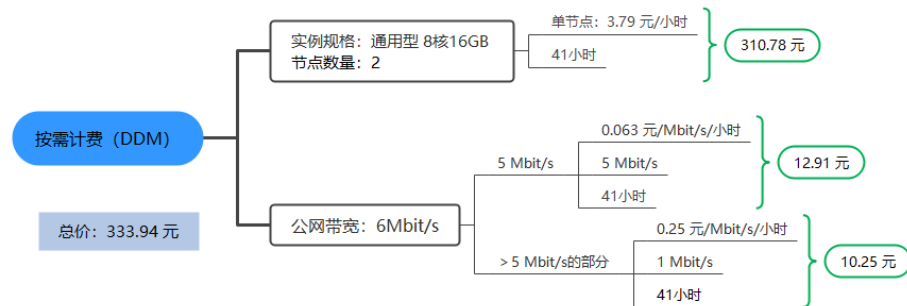 按需计费（DDM）
总价：333.94 元
实例规格：通用型 8核16GB
节点数量：2
单节点：3.79 元/小时
41小时
310.78 元
公网带宽：6Mbit/s
5 Mbit/s
0.063 元/Mbit/s/小时
5 Mbit/s
41小时
12.91 元
> 5 Mbit/s的部分
0.25 元/Mbit/s/小时
1 Mbit/s
41小时
10.25 元